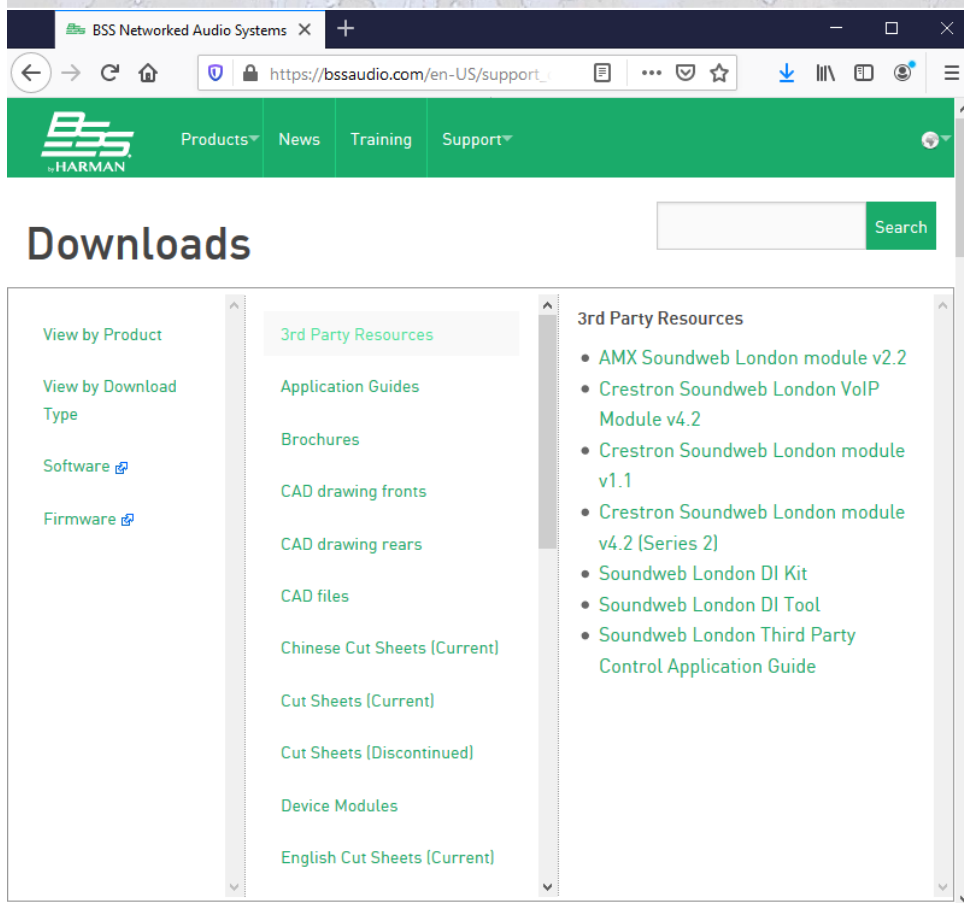 BSS Networked Audio Systems
https://bssaudio.com/en-US/support_
BSS
by HARMAN
Products
News
Training
Support
Downloads
Search
View by Product
View by Download
Type
Software
Firmware
3rd Party Resources
Application Guides
Brochures
CAD drawing fronts
CAD drawing rears
CAD files
Chinese Cut Sheets (Current)
Cut Sheets (Current)
Cut Sheets (Discontinued)
Device Modules
English Cut Sheets (Current)
3rd Party Resources
• AMX Soundweb London module v2.2
• Crestron Soundweb London VoIP
Module v4.2
• Crestron Soundweb London module
v1.1
• Crestron Soundweb London module
v4.2 (Series 2)
• Soundweb London DI Kit
• Soundweb London DI Tool
• Soundweb London Third Party
Control Application Guide